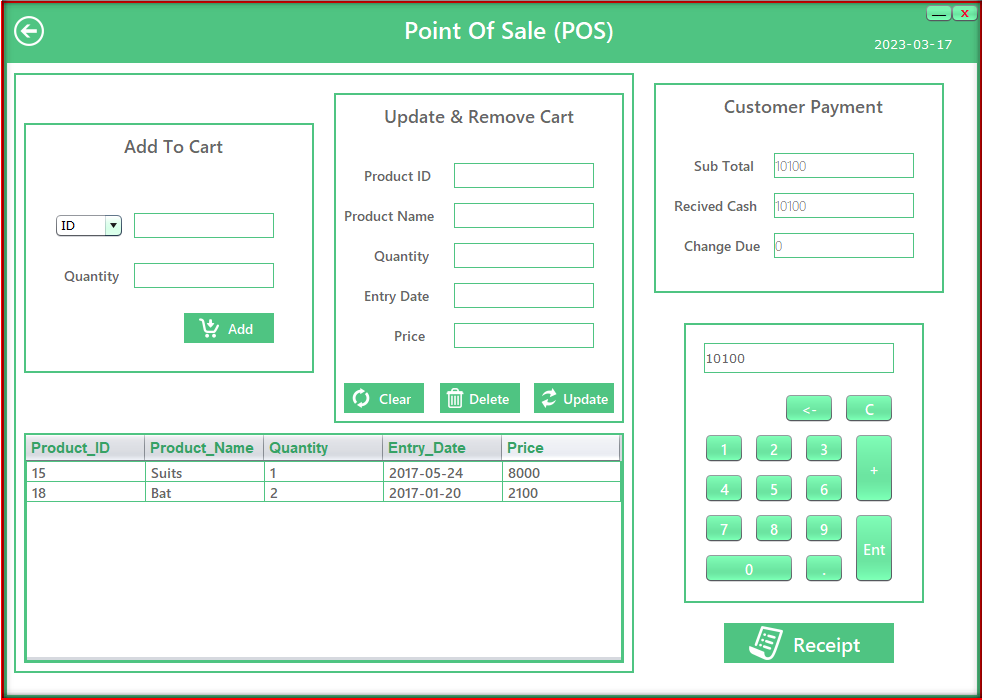 Point Of Sale (POS)
X
2023-03-17
Add To Cart
ID
Quantity
Add
Update & Remove Cart
Product ID
Product Name
Quantity
Entry Date
Price
Clear
Delete
Update
Product_ID Product_Name Quantity Entry_Date Price
15 Suits 1 2017-05-24 8000
18 Bat 2 2017-01-20 2100
Customer Payment
Sub Total 10100
Recived Cash 10100
Change Due 0
10100
<- C
1 2 3 +
4 5 6
7 8 9 Ent
0 .
Receipt